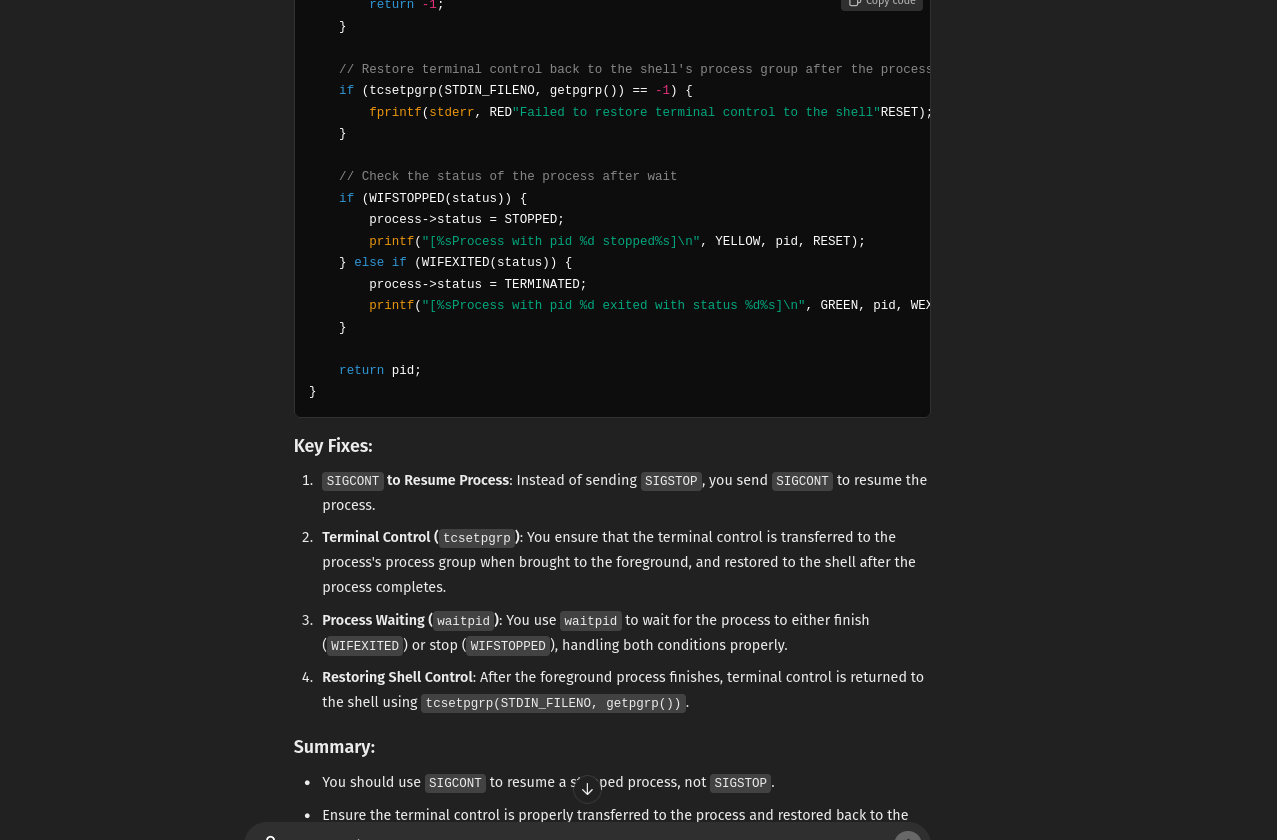 return -1;
Copy code
    }
    // Restore terminal control back to the shell's process group after the process
    if (tcsetpgrp(STDIN_FILENO, getpgrp()) == -1) {
        fprintf(stderr, RED"Failed to restore terminal control to the shell"RESET);
    }
    // Check the status of the process after wait
    if (WIFSTOPPED(status)) {
        process->status = STOPPED;
        printf("[%sProcess with pid %d stopped%s]\n", YELLOW, pid, RESET);
    } else if (WIFEXITED(status)) {
        process->status = TERMINATED;
        printf("[%sProcess with pid %d exited with status %d%s]\n", GREEN, pid, WEX
    }
    return pid;
}
Key Fixes:
1. SIGCONT to Resume Process: Instead of sending SIGSTOP, you send SIGCONT to resume the
process.
2. Terminal Control (tcsetpgrp): You ensure that the terminal control is transferred to the
process's process group when brought to the foreground, and restored to the shell after the
process completes.
3. Process Waiting (waitpid): You use waitpid to wait for the process to either finish
(WIFEXITED) or stop (WIFSTOPPED), handling both conditions properly.
4. Restoring Shell Control: After the foreground process finishes, terminal control is returned to
the shell using tcsetpgrp(STDIN_FILENO, getpgrp()).
Summary:
• You should use SIGCONT to resume a stopped process, not SIGSTOP.
• Ensure the terminal control is properly transferred to the process and restored back to the